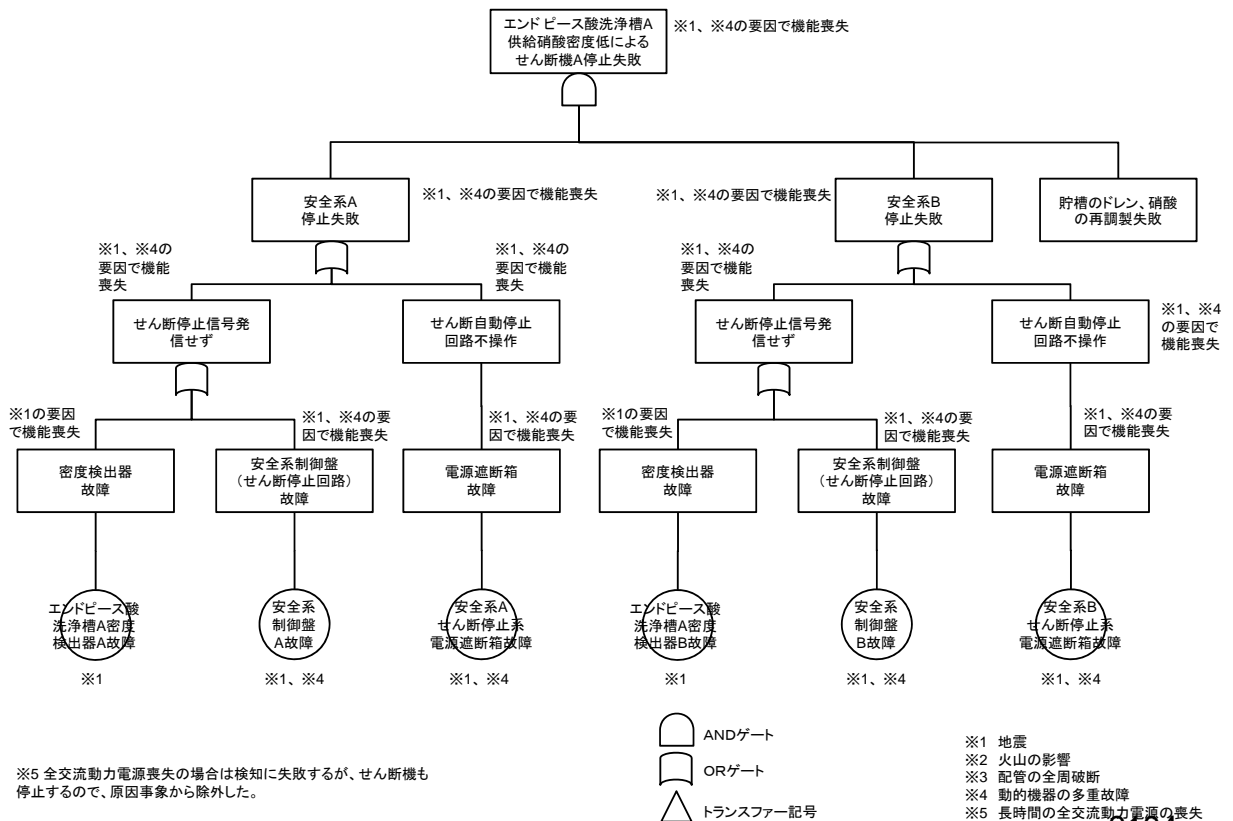 エンドピース酸洗浄槽A
供給硝酸密度低による
せん断機A停止失敗
※1、※4の要因で機能喪失
安全系A
停止失敗
※1、※4の要因で機能喪失
※1、※4の要因で機能喪失
安全系B
停止失敗
貯槽のドレン、硝酸
の再調製失敗
※1、※4の
要因で機能
喪失
※1、※4の
要因で機能
喪失
※1、※4の
要因で機能
喪失
せん断停止信号発
信せず
せん断自動停止
回路不操作
せん断停止信号発
信せず
せん断自動停止
回路不操作
※1、※4
の要因で
機能喪失
※1の要因
で機能喪失
※1、※4の要
因で機能喪失
※1、※4の要
因で機能喪失
※1の要因
で機能喪失
※1、※4の要
因で機能喪失
※1、※4の要
因で機能喪失
密度検出器
故障
安全系制御盤
(せん断停止回路)
故障
電源遮断箱
故障
密度検出器
故障
安全系制御盤
(せん断停止回路)
故障
電源遮断箱
故障
エンドピース酸
洗浄槽A密度
検出器A故障
安全系
制御盤
A故障
安全系A
せん断停止系
電源遮断箱故障
エンドピース酸
洗浄槽A密度
検出器B故障
安全系
制御盤
B故障
安全系B
せん断停止系
電源遮断箱故障
※1
※1、※4
※1、※4
※1
※1、※4
※1、※4
※5 全交流動力電源喪失の場合は検知に失敗するが、せん断機も
停止するので、原因事象から除外した。
ANDゲート
ORゲート
トランスファー記号
※1 地震
※2 火山の影響
※3 配管の全周破断
※4 動的機器の多重故障
※5 長時間の全交流動力電源の喪失